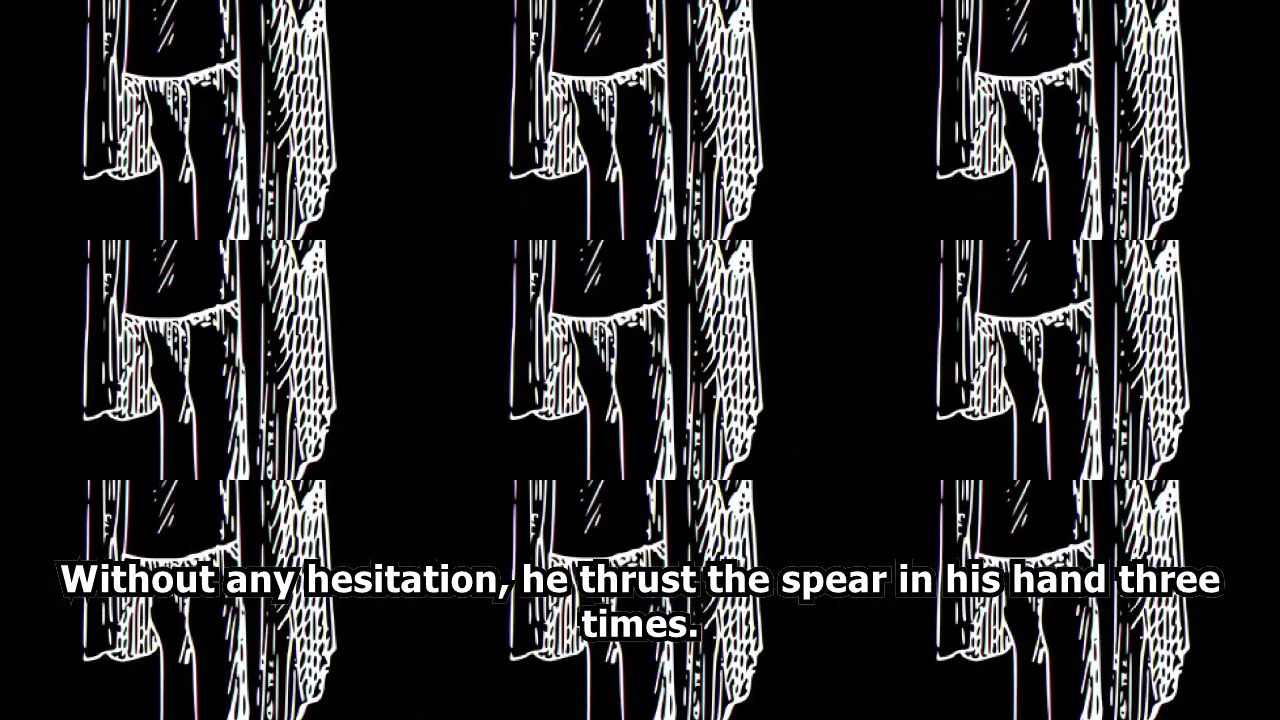 Without any hesitation, he thrust the spear in his hand three
times.